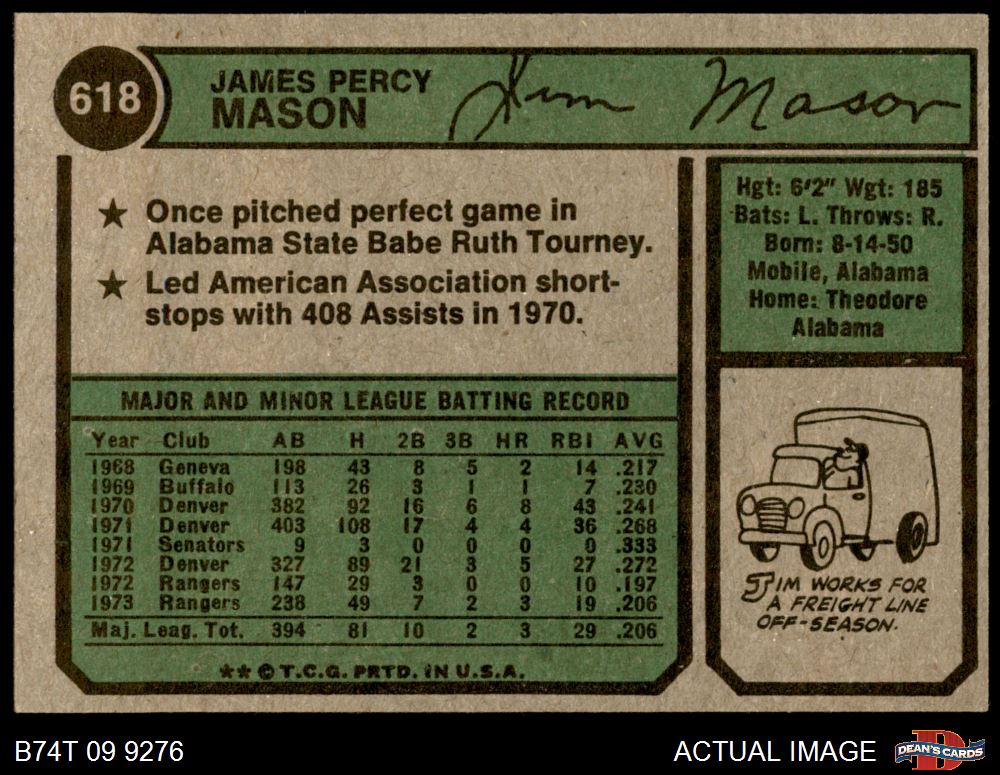 618
JAMES PERCY
MASON
Jim Mason
★ Once pitched perfect game in
Alabama State Babe Ruth Tourney.
★ Led American Association short-
stops with 408 Assists in 1970.
Hgt: 6'2" Wgt: 185
Bats: L. Throws: R.
Born: 8-14-50
Mobile, Alabama
Home: Theodore
Alabama
MAJOR AND MINOR LEAGUE BATTING RECORD
Year Club AB H 2B 3B HR RBI AVG
1968 Geneva 198 43 8 5 2 14 .217
1969 Buffalo 113 26 3 1 1 7 .230
1970 Denver 382 92 16 6 8 43 .241
1971 Denver 403 108 17 4 4 36 .268
1971 Senators 9 3 0 0 0 0 .333
1972 Denver 327 89 21 3 5 27 .272
1972 Rangers 147 29 3 0 0 10 .197
1973 Rangers 238 49 7 2 3 19 .206
Maj. Leag. Tot. 394 81 10 2 3 29 .206
**© T.C.G. PRTD. IN U.S.A.
JIM WORKS FOR
A FREIGHT LINE
OFF-SEASON.
B74T 09 9276
ACTUAL IMAGE
D
DEAN'S CARDS